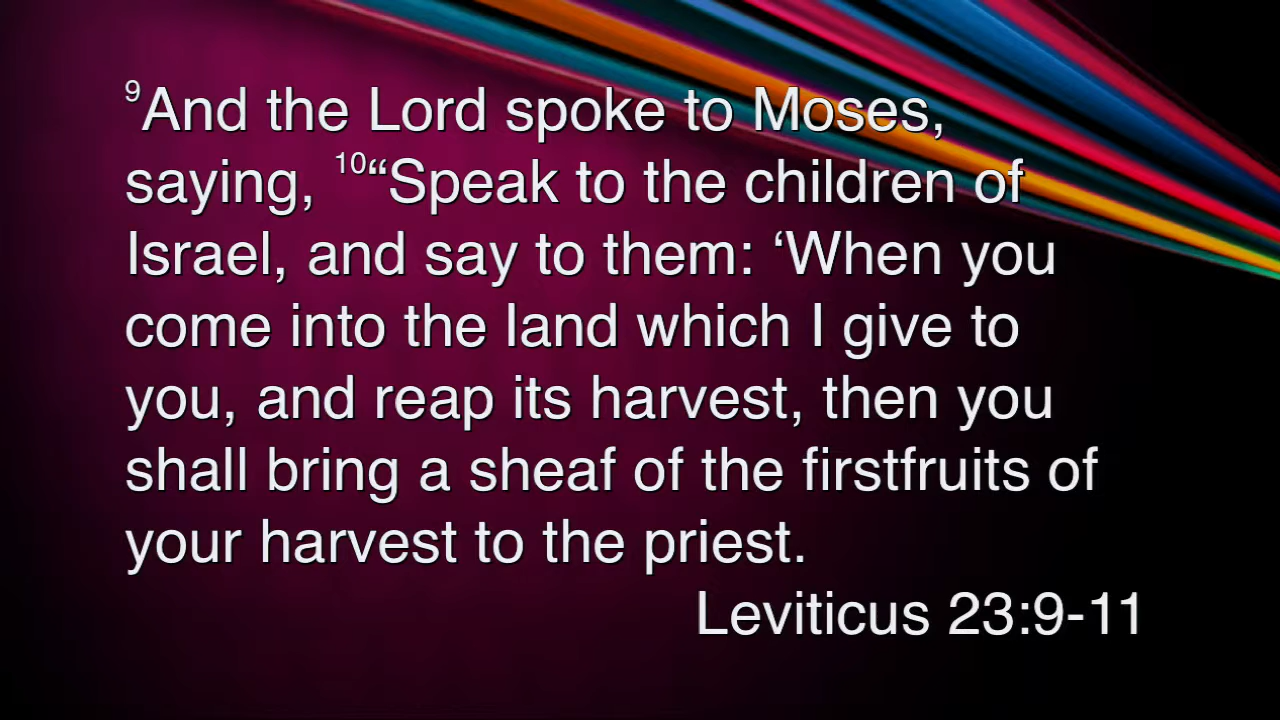 ⁹And the Lord spoke to Moses,
saying, ¹⁰“Speak to the children of
Israel, and say to them: ‘When you
come into the land which I give to
you, and reap its harvest, then you
shall bring a sheaf of the firstfruits of
your harvest to the priest.
Leviticus 23:9-11